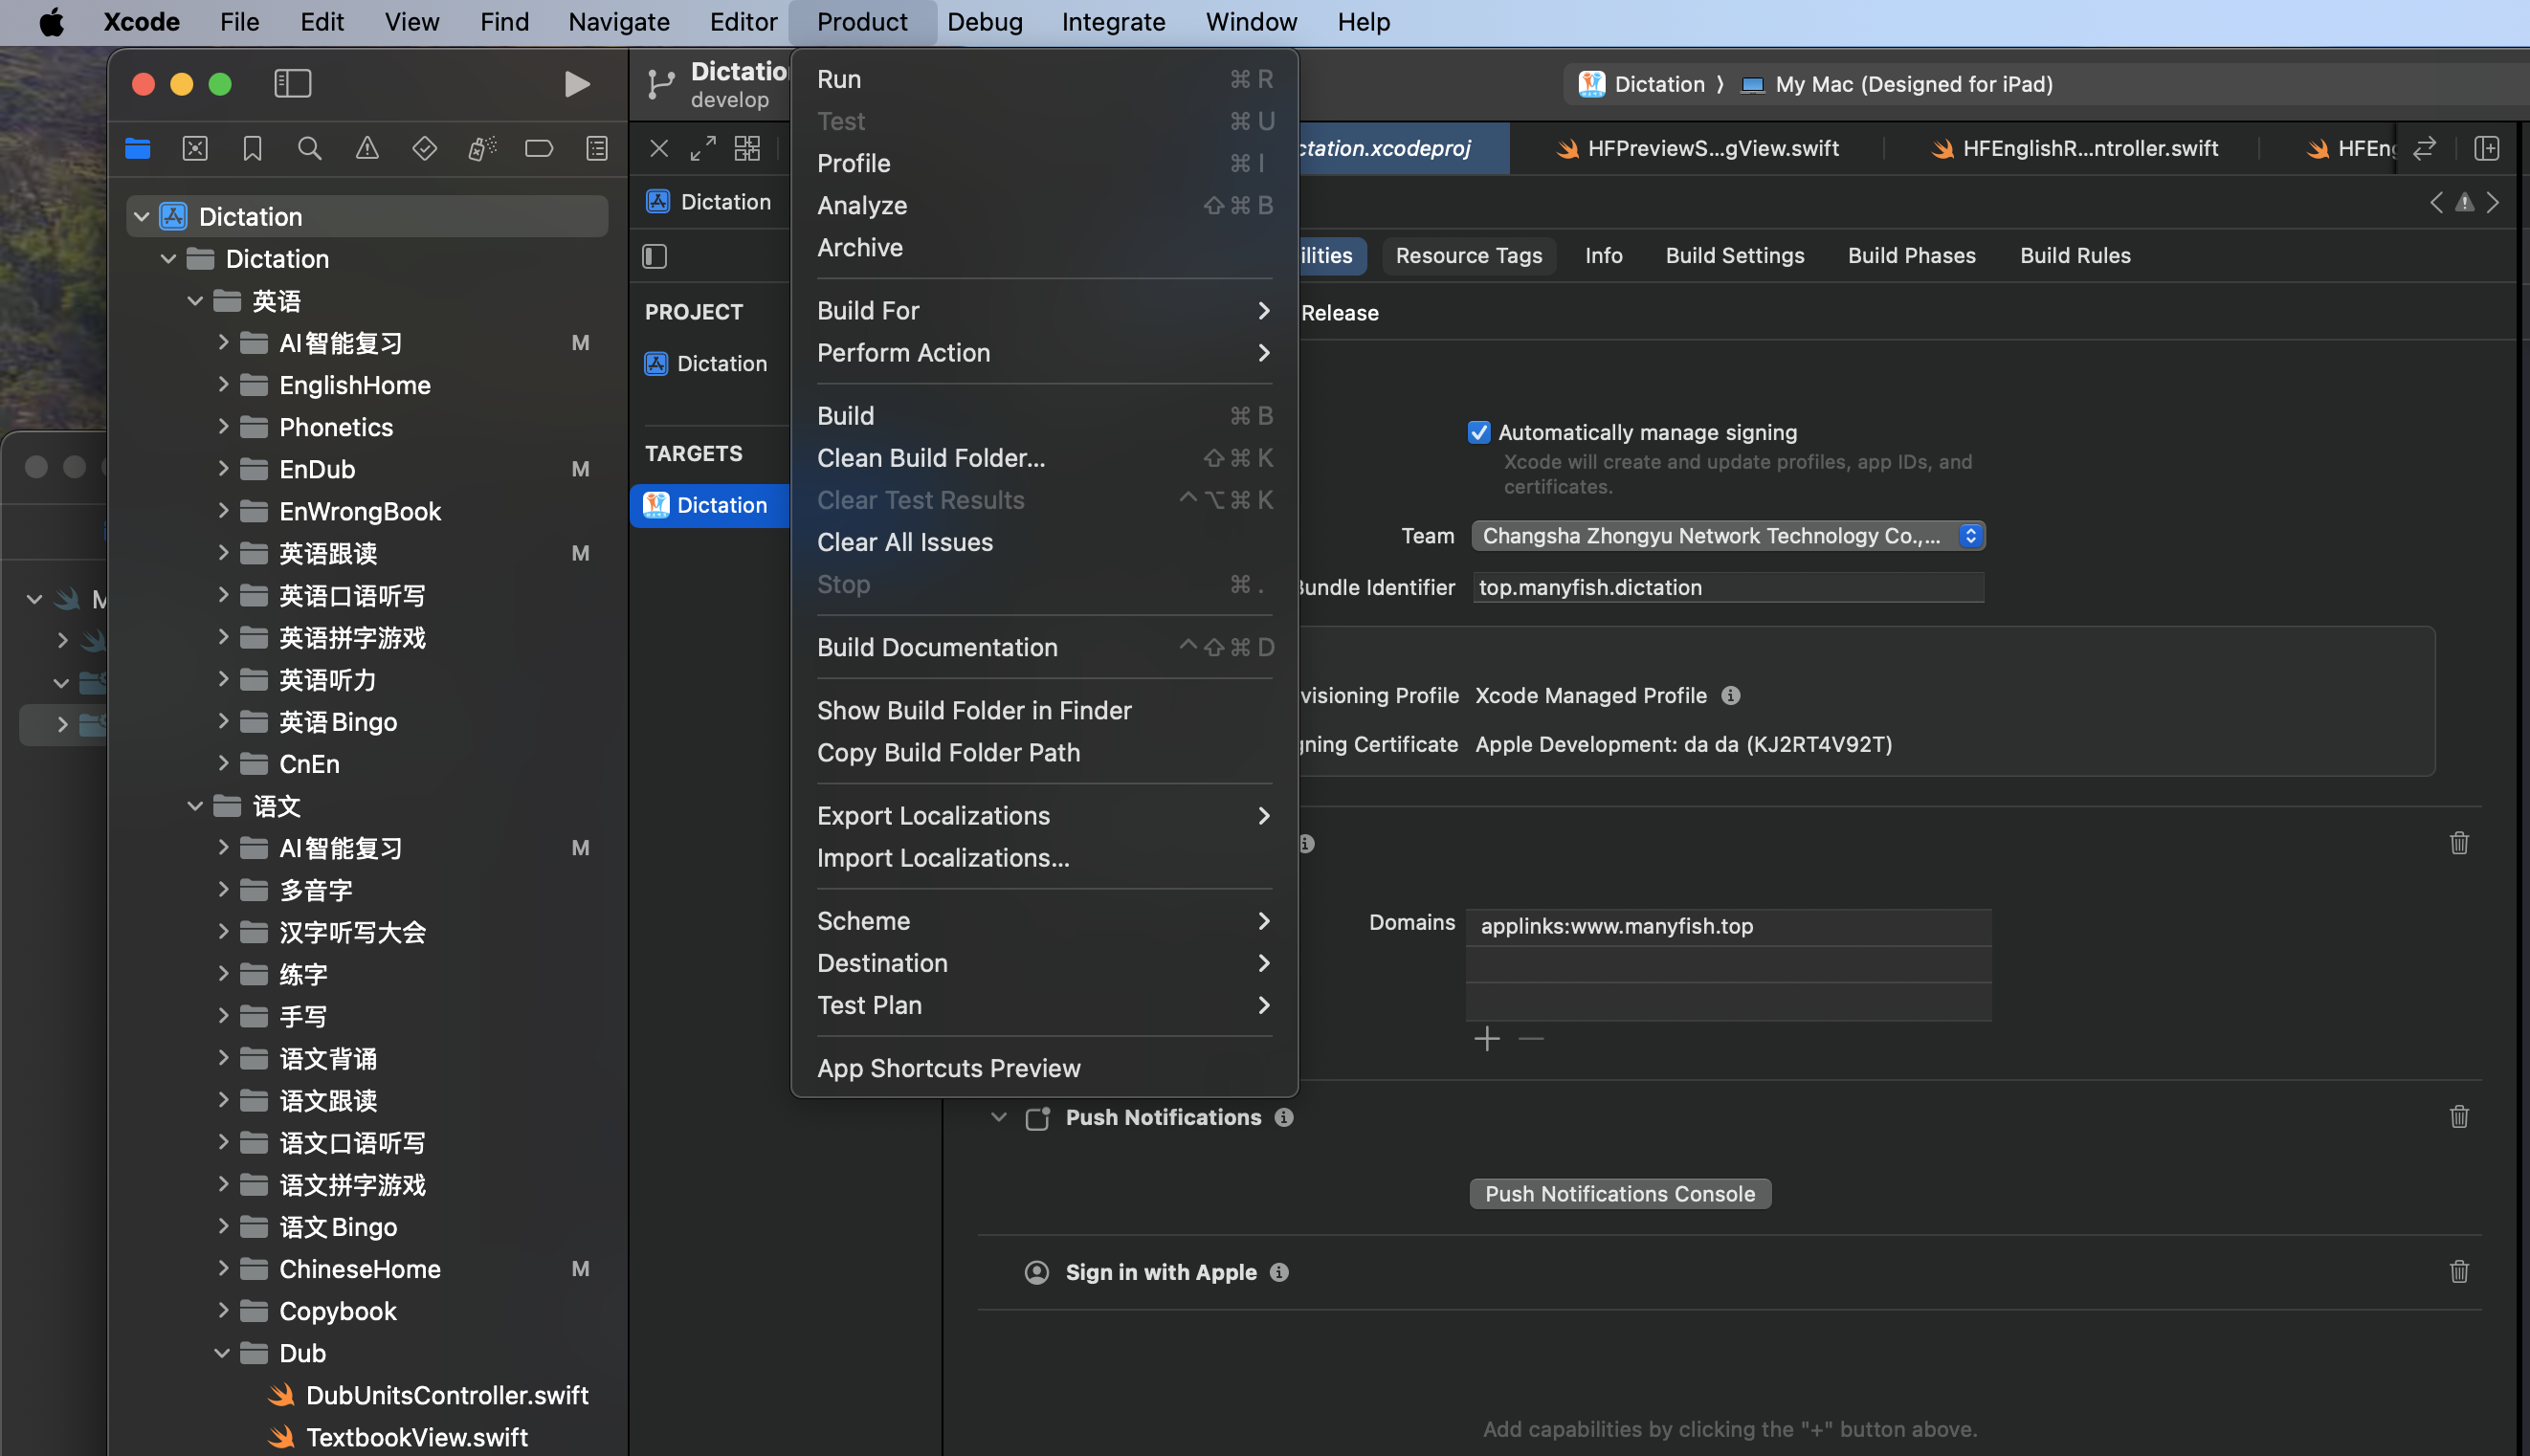 Xcode File Edit View Find Navigate Editor Product Debug Integrate Window Help
develop
Dictation 〉 My Mac (Designed for iPad)
ctation.xcodeproj
HFPreviewS...gView.swift
HFEnglishR...ntroller.swift
Dictation
Dictation
英语
AI智能复习 M
EnglishHome
Phonetics
EnDub M
EnWrongBook
英语跟读 M
英语口语听写
英语拼字游戏
英语听力
英语Bingo
CnEn
语文
AI智能复习 M
多音字
汉字听写大会
练字
手写
语文背诵
语文跟读
语文口语听写
语文拼字游戏
语文Bingo
ChineseHome M
Copybook
Dub
DubUnitsController.swift
TextbookView.swift
Dictation
PROJECT
Dictation
TARGETS
Dictation
Run ⌘ R
Test ⌘ U
Profile ⌘ I
Analyze ⇧ ⌘ B
Archive
Build For
Perform Action
Build ⌘ B
Clean Build Folder... ⇧ ⌘ K
Clear Test Results ^ ⌥ ⌘ K
Clear All Issues
Stop ⌘ .
Build Documentation ^ ⇧ ⌘ D
Show Build Folder in Finder
Copy Build Folder Path
Export Localizations
Import Localizations...
Scheme
Destination
Test Plan
App Shortcuts Preview
ilities Resource Tags Info Build Settings Build Phases Build Rules
Release
Automatically manage signing
Xcode will create and update profiles, app IDs, and
certificates.
Team Changsha Zhongyu Network Technology Co.,...
Bundle Identifier top.manyfish.dictation
visioning Profile Xcode Managed Profile
gning Certificate Apple Development: da da (KJ2RT4V92T)
Domains applinks:www.manyfish.top
Push Notifications
Push Notifications Console
Sign in with Apple
Add capabilities by clicking the "+" button above.